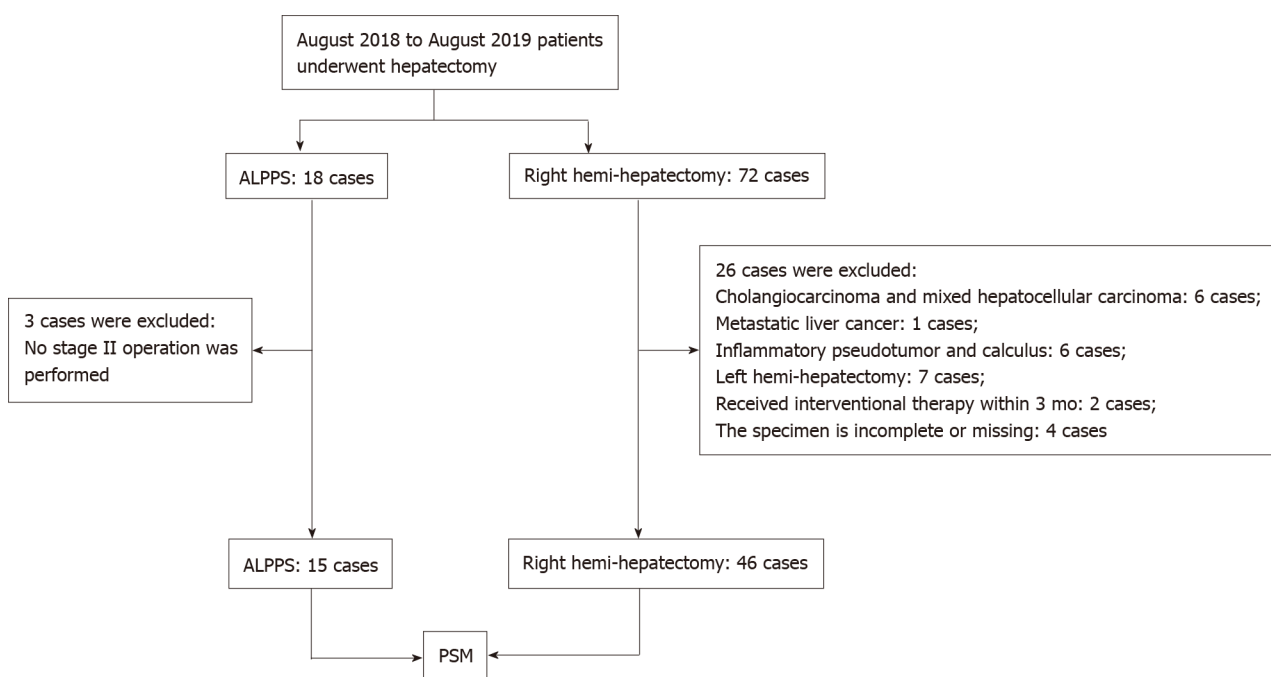 August 2018 to August 2019 patients
underwent hepatectomy
ALPPS: 18 cases
Right hemi-hepatectomy: 72 cases
3 cases were excluded:
No stage II operation was
performed
26 cases were excluded:
Cholangiocarcinoma and mixed hepatocellular carcinoma: 6 cases;
Metastatic liver cancer: 1 cases;
Inflammatory pseudotumor and calculus: 6 cases;
Left hemi-hepatectomy: 7 cases;
Received interventional therapy within 3 mo: 2 cases;
The specimen is incomplete or missing: 4 cases
ALPPS: 15 cases
Right hemi-hepatectomy: 46 cases
PSM